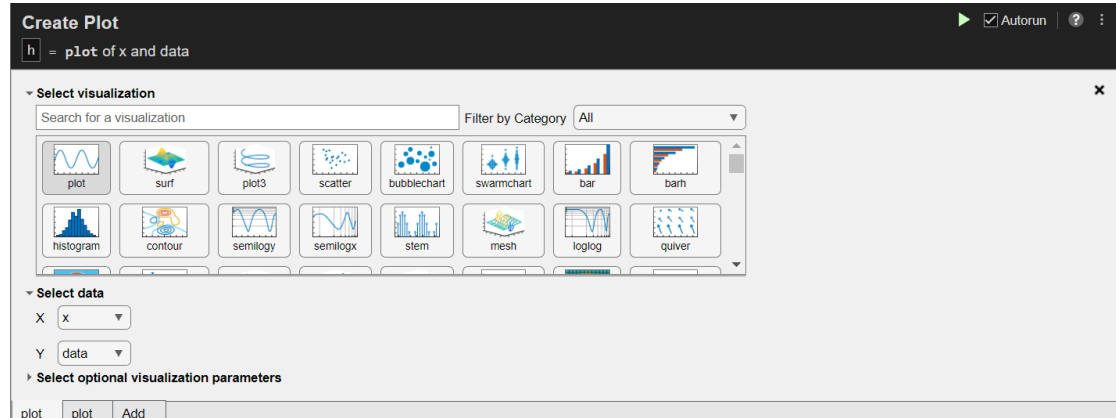 Create Plot
Autorun ?
h = plot of x and data
Select visualization
Search for a visualization Filter by Category All
plot surf plot3 scatter bubblechart swarmchart bar barh
histogram contour semilogy semilogx stem mesh loglog quiver
Select data
X x
Y data
Select optional visualization parameters
plot plot Add